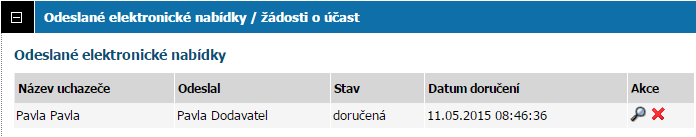 Odeslané elektronické nabídky / žádosti o účast
Odeslané elektronické nabídky
Název uchazeče Odeslal Stav Datum doručení Akce
Pavla Pavla Pavla Dodavatel doručená 11.05.2015 08:46:36